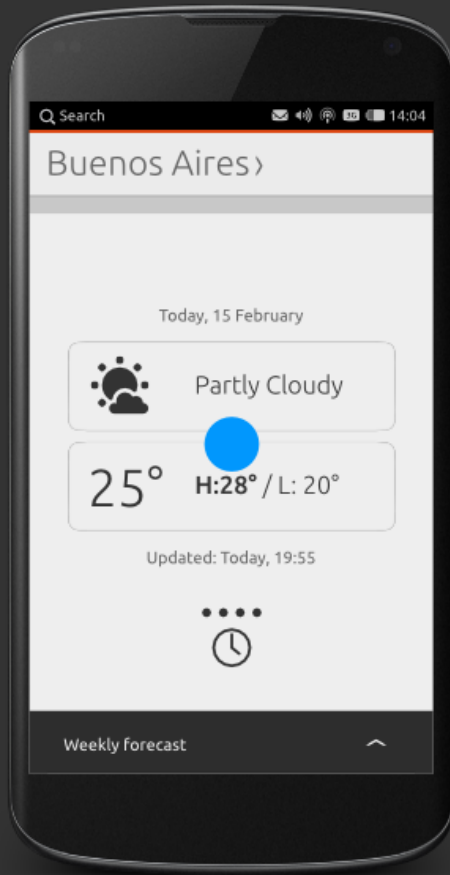 Search 3G 14:04
Buenos Aires›
Today, 15 February
Partly Cloudy
25° H:28° / L: 20°
Updated: Today, 19:55
Weekly forecast